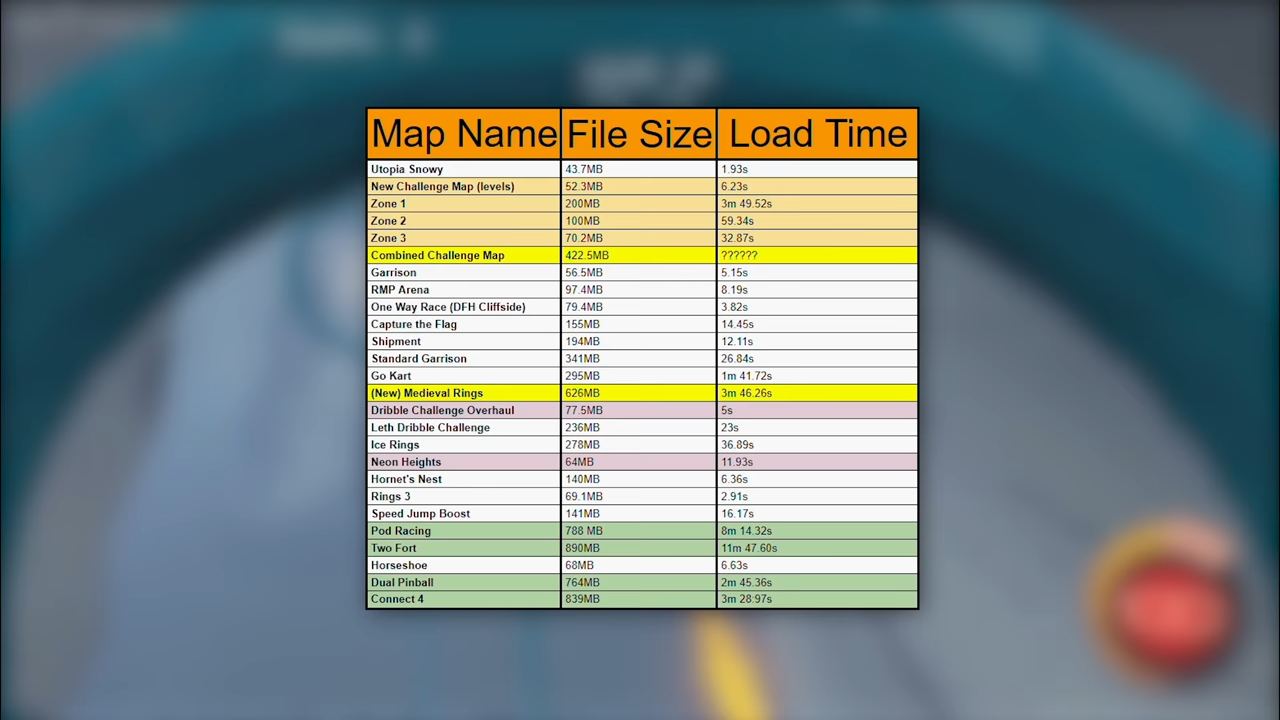 Map Name File Size Load Time
Utopia Snowy 43.7MB 1.93s
New Challenge Map (levels) 52.3MB 6.23s
Zone 1 200MB 3m 49.52s
Zone 2 100MB 59.34s
Zone 3 70.2MB 32.87s
Combined Challenge Map 422.5MB ??????
Garrison 56.5MB 5.15s
RMP Arena 97.4MB 8.19s
One Way Race (DFH Cliffside) 79.4MB 3.82s
Capture the Flag 155MB 14.45s
Shipment 194MB 12.11s
Standard Garrison 341MB 26.84s
Go Kart 295MB 1m 41.72s
(New) Medieval Rings 626MB 3m 46.26s
Dribble Challenge Overhaul 77.5MB 5s
Leth Dribble Challenge 236MB 23s
Ice Rings 278MB 36.89s
Neon Heights 64MB 11.93s
Hornet's Nest 140MB 6.36s
Rings 3 69.1MB 2.91s
Speed Jump Boost 141MB 16.17s
Pod Racing 788 MB 8m 14.32s
Two Fort 890MB 11m 47.60s
Horseshoe 68MB 6.63s
Dual Pinball 764MB 2m 45.36s
Connect 4 839MB 3m 28:97s